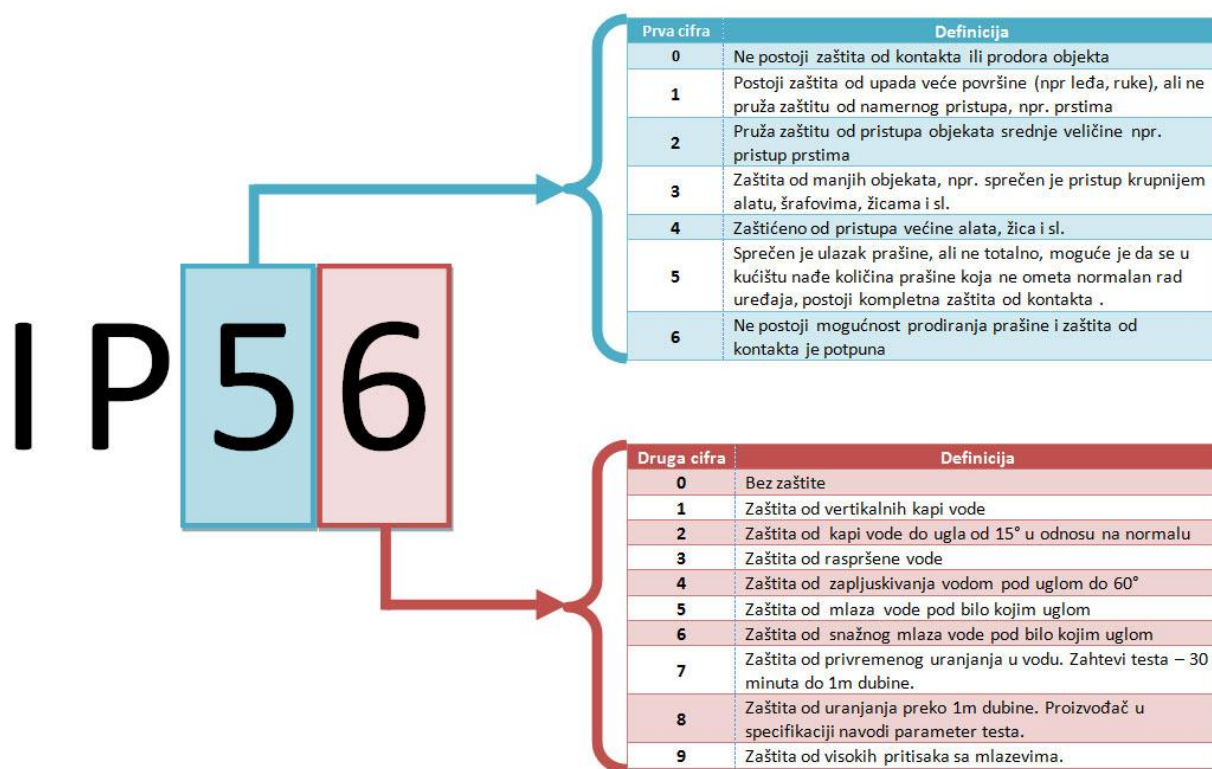 IP56
Prva cifra Definicija
0 Ne postoji zaštita od kontakta ili prodora objekta
1 Postoji zaštita od upada veće površine (npr leđa, ruke), ali ne
pruža zaštitu od namernog pristupa, npr. prstima
2 Pruža zaštitu od pristupa objekata srednje veličine npr.
pristup prstima
3 Zaštita od manjih objekata, npr. sprečen je pristup krupnijem
alatu, šrafovima, žicama i sl.
4 Zaštićeno od pristupa većine alata, žica i sl.
5 Sprečen je ulazak prašine, ali ne totalno, moguće je da se u
kućištu nađe količina prašine koja ne ometa normalan rad
uređaja, postoji kompletna zaštita od kontakta .
6 Ne postoji mogućnost prodiranja prašine i zaštita od
kontakta je potpuna
Druga cifra Definicija
0 Bez zaštite
1 Zaštita od vertikalnih kapi vode
2 Zaštita od kapi vode do ugla od 15° u odnosu na normalu
3 Zaštita od raspršene vode
4 Zaštita od zapljuskivanja vodom pod uglom do 60°
5 Zaštita od mlaza vode pod bilo kojim uglom
6 Zaštita od snažnog mlaza vode pod bilo kojim uglom
7 Zaštita od privremenog uranjanja u vodu. Zahtevi testa – 30
minuta do 1m dubine.
8 Zaštita od uranjanja preko 1m dubine. Proizvođač u
specifikaciji navodi parameter testa.
9 Zaštita od visokih pritisaka sa mlazevima.